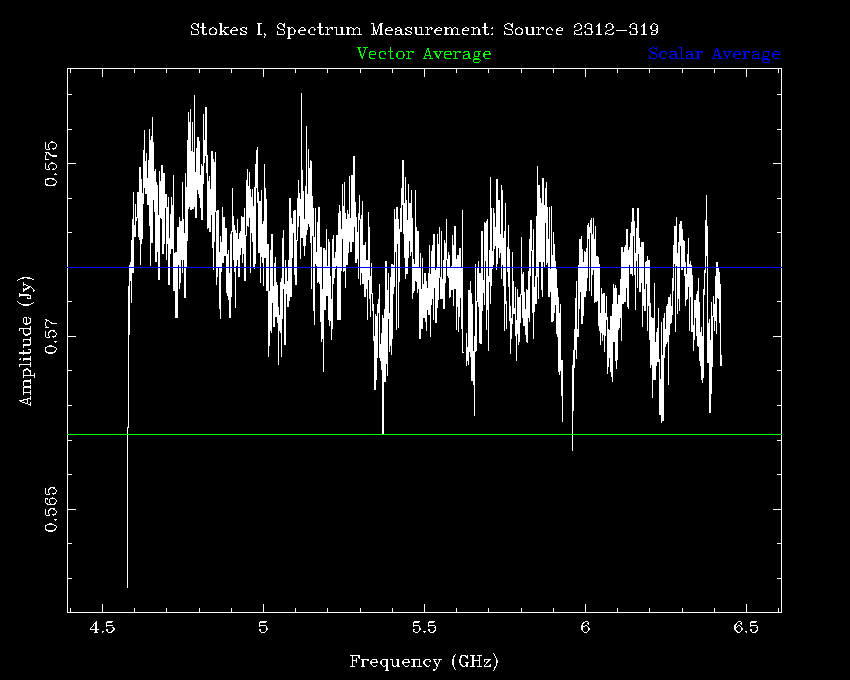 Stokes I, Spectrum Measurement: Source 2312-319
Vector Average Scalar Average
0.575
0.57
0.565
Amplitude (Jy)
4.5 5 5.5 6 6.5
Frequency (GHz)